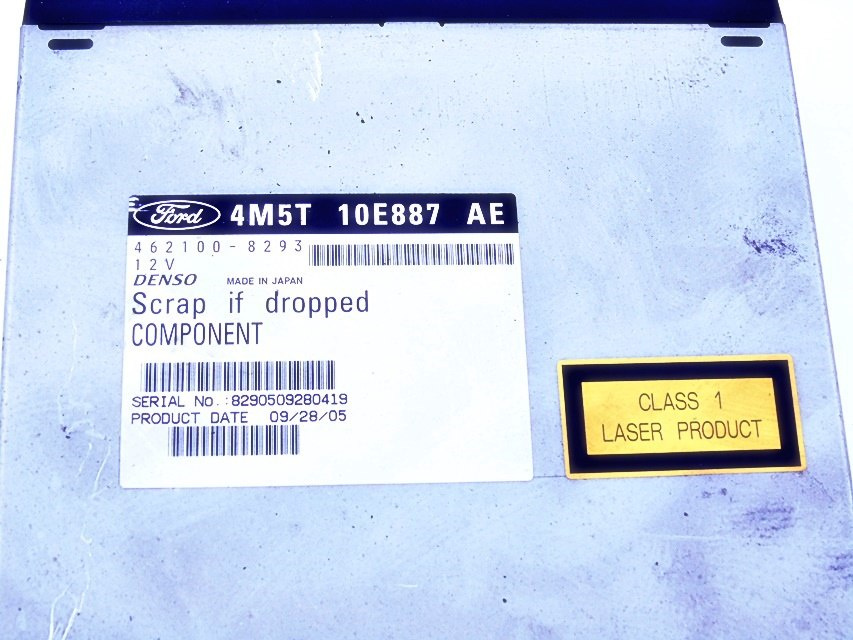 Ford 4M5T 10E887 AE
462100-8293
12V
DENSO MADE IN JAPAN
Scrap if dropped
COMPONENT
SERIAL No.:8290509280419
PRODUCT DATE 09/28/05
CLASS 1
LASER PRODUCT